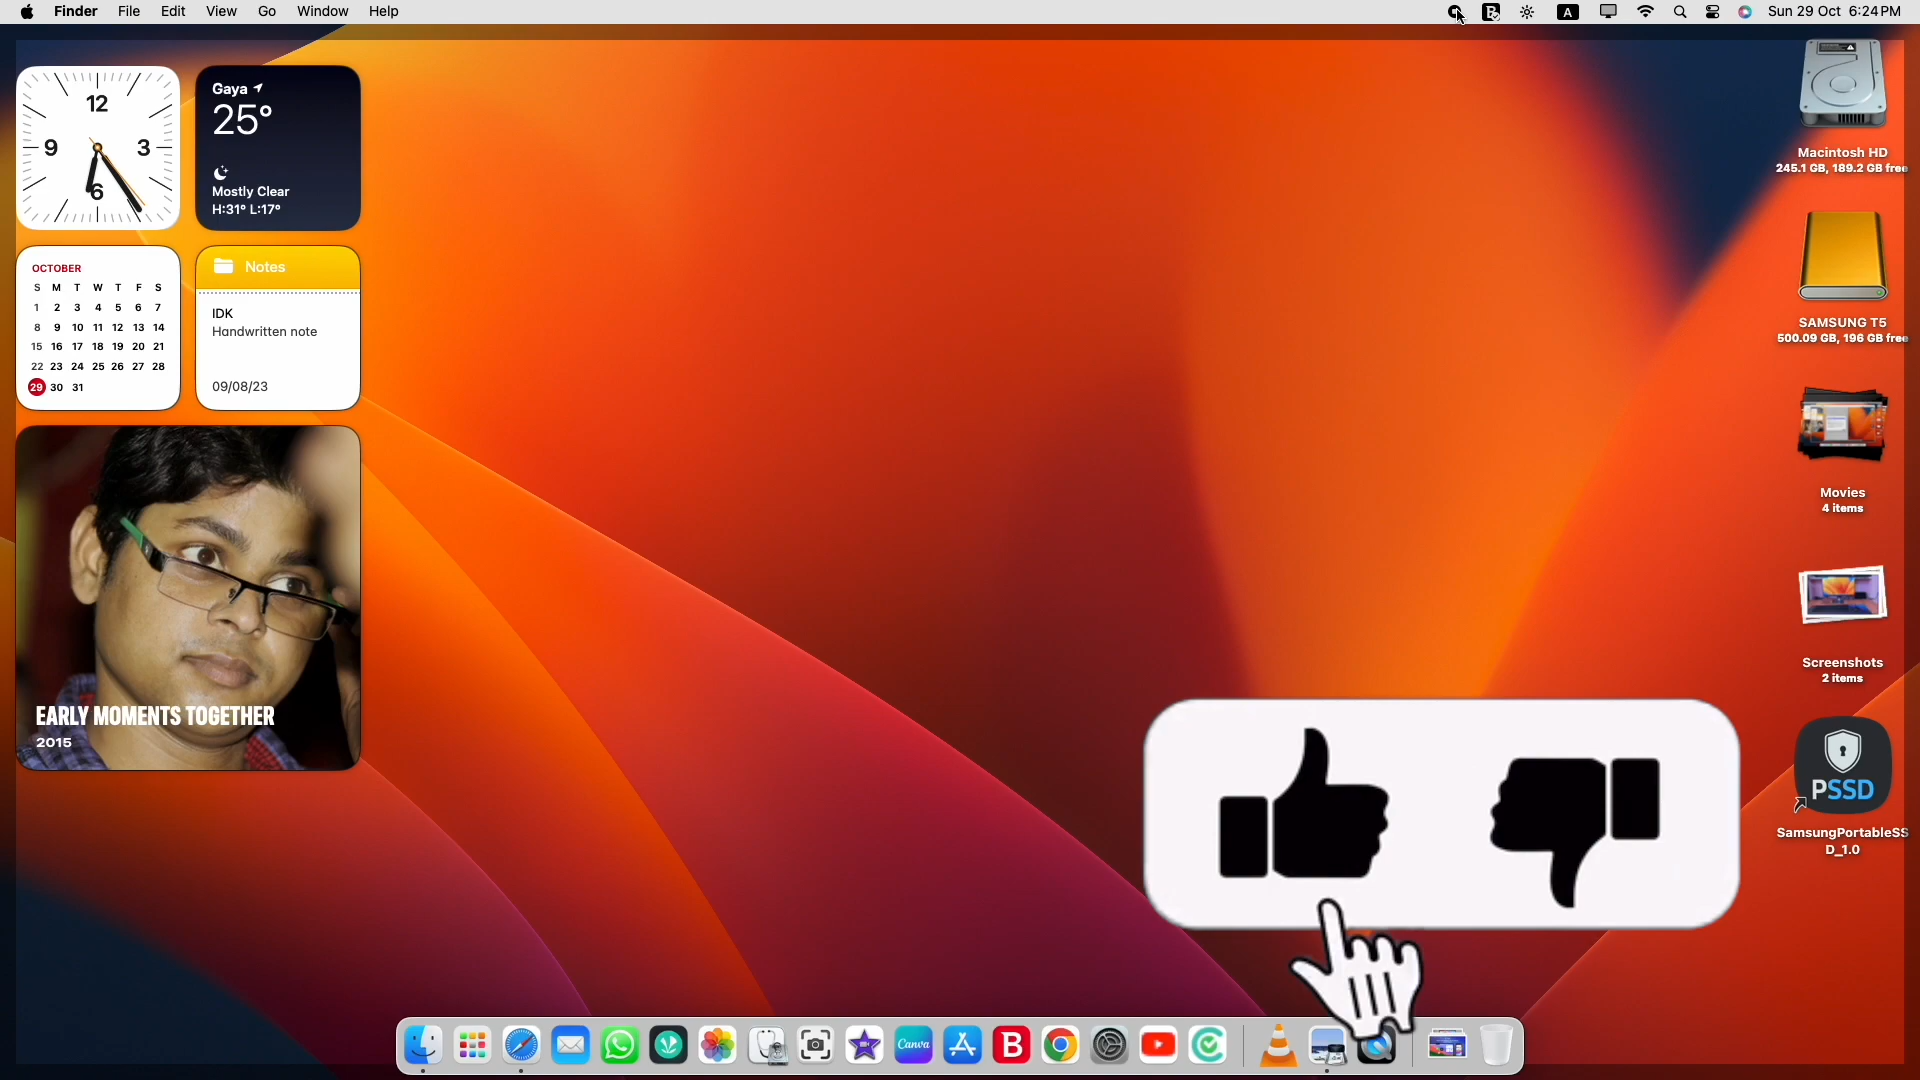 Finder File Edit View Go Window Help
A
Sun 29 Oct 6:24 PM
12
3
6
9
Gaya
25°
Mostly Clear
H:31° L:17°
OCTOBER
S M T W T F S
1 2 3 4 5 6 7
8 9 10 11 12 13 14
15 16 17 18 19 20 21
22 23 24 25 26 27 28
29 30 31
Notes
IDK
Handwritten note
09/08/23
EARLY MOMENTS TOGETHER
2015
Macintosh HD
245.1 GB, 189.2 GB free
SAMSUNG T5
500.09 GB, 196 GB free
Movies
4 items
Screenshots
2 items
PSSD
SamsungPortableSS
D_1.0
Canva
B